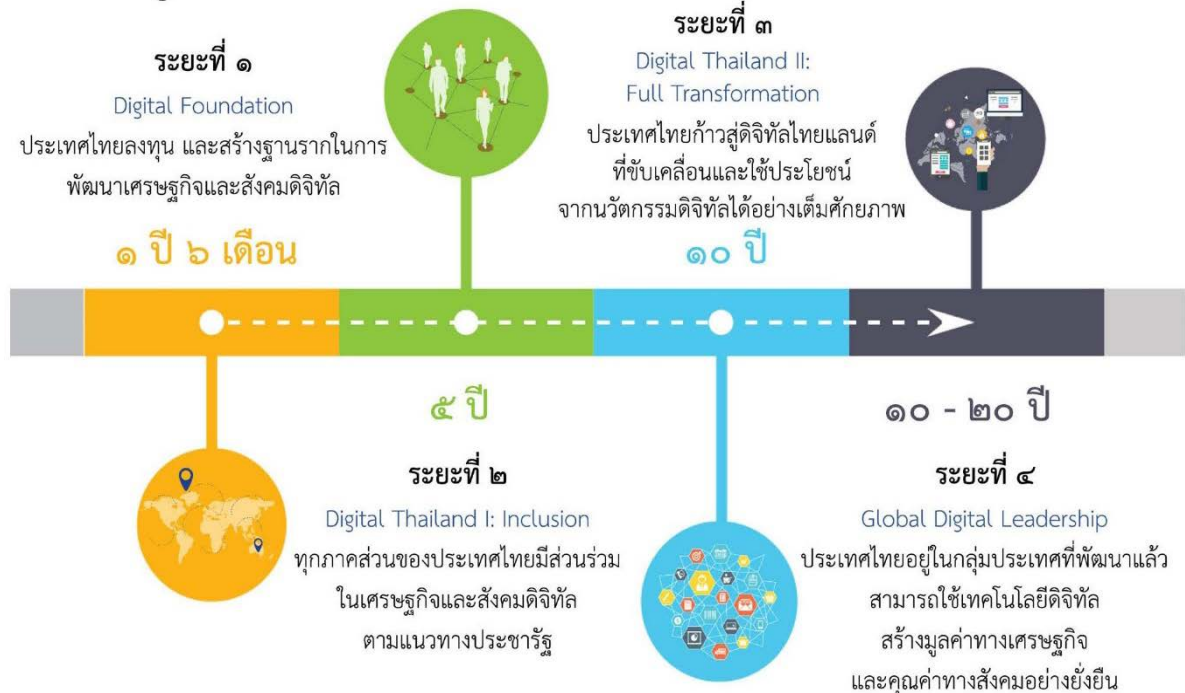 ระยะที่ ๑
Digital Foundation
ประเทศไทยลงทุน และสร้างฐานรากในการ
พัฒนาเศรษฐกิจและสังคมดิจิทัล
๑ ปี ๖ เดือน
๕ ปี
ระยะที่ ๒
Digital Thailand I: Inclusion
ทุกภาคส่วนของประเทศไทยมีส่วนร่วม
ในเศรษฐกิจและสังคมดิจิทัล
ตามแนวทางประชารัฐ
ระยะที่ ๓
Digital Thailand II:
Full Transformation
ประเทศไทยก้าวสู่ดิจิทัลไทยแลนด์
ที่ขับเคลื่อนและใช้ประโยชน์
จากนวัตกรรมดิจิทัลได้อย่างเต็มศักยภาพ
๑๐ ปี
๑๐ - ๒๐ ปี
ระยะที่ ๔
Global Digital Leadership
ประเทศไทยอยู่ในกลุ่มประเทศที่พัฒนาแล้ว
สามารถใช้เทคโนโลยีดิจิทัล
สร้างมูลค่าทางเศรษฐกิจ
และคุณค่าทางสังคมอย่างยั่งยืน